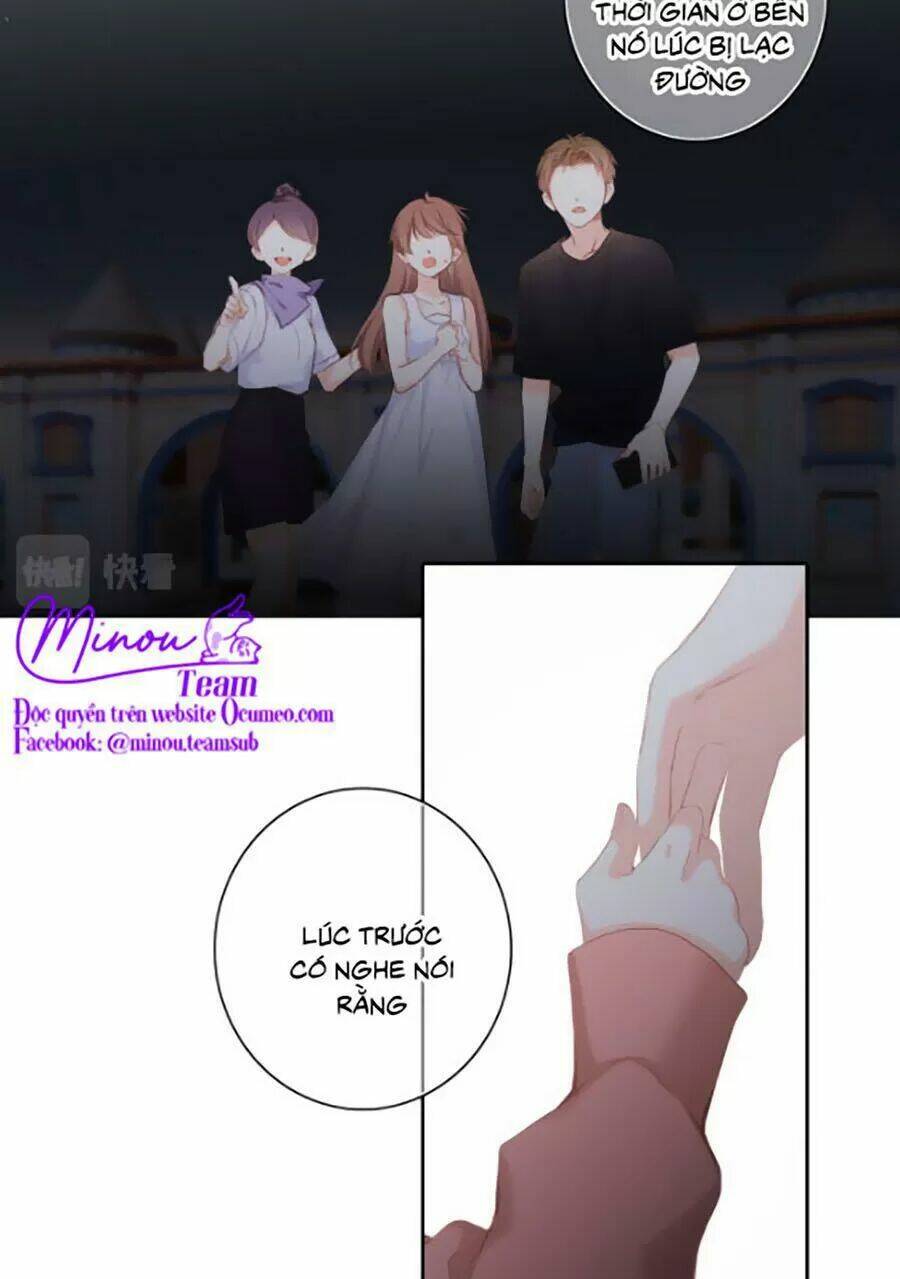 THỜI GIAN Ở BÊN
NÓ LÚC BỊ LẠC
ĐƯỜNG
快看! 快看
Minou
Team
Độc quyền trên website Ocumeo.com
Facebook: @minou.teamsub
LÚC TRƯỚC
CÓ NGHE NÓI
RẰNG